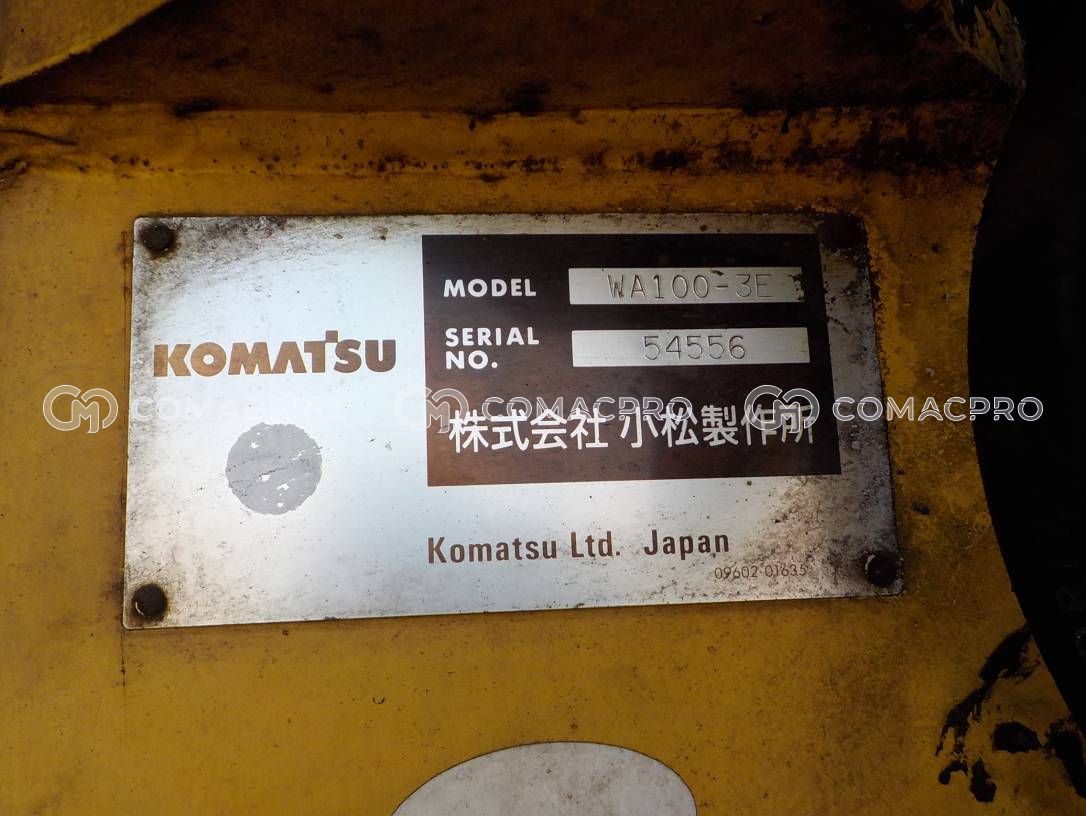 MODEL WA100-3E
SERIAL NO. 54556
KOMATSU
COMACPRO COMACPRO COMACPRO
株式会社 小松製作所
Komatsu Ltd. Japan
09602-01635